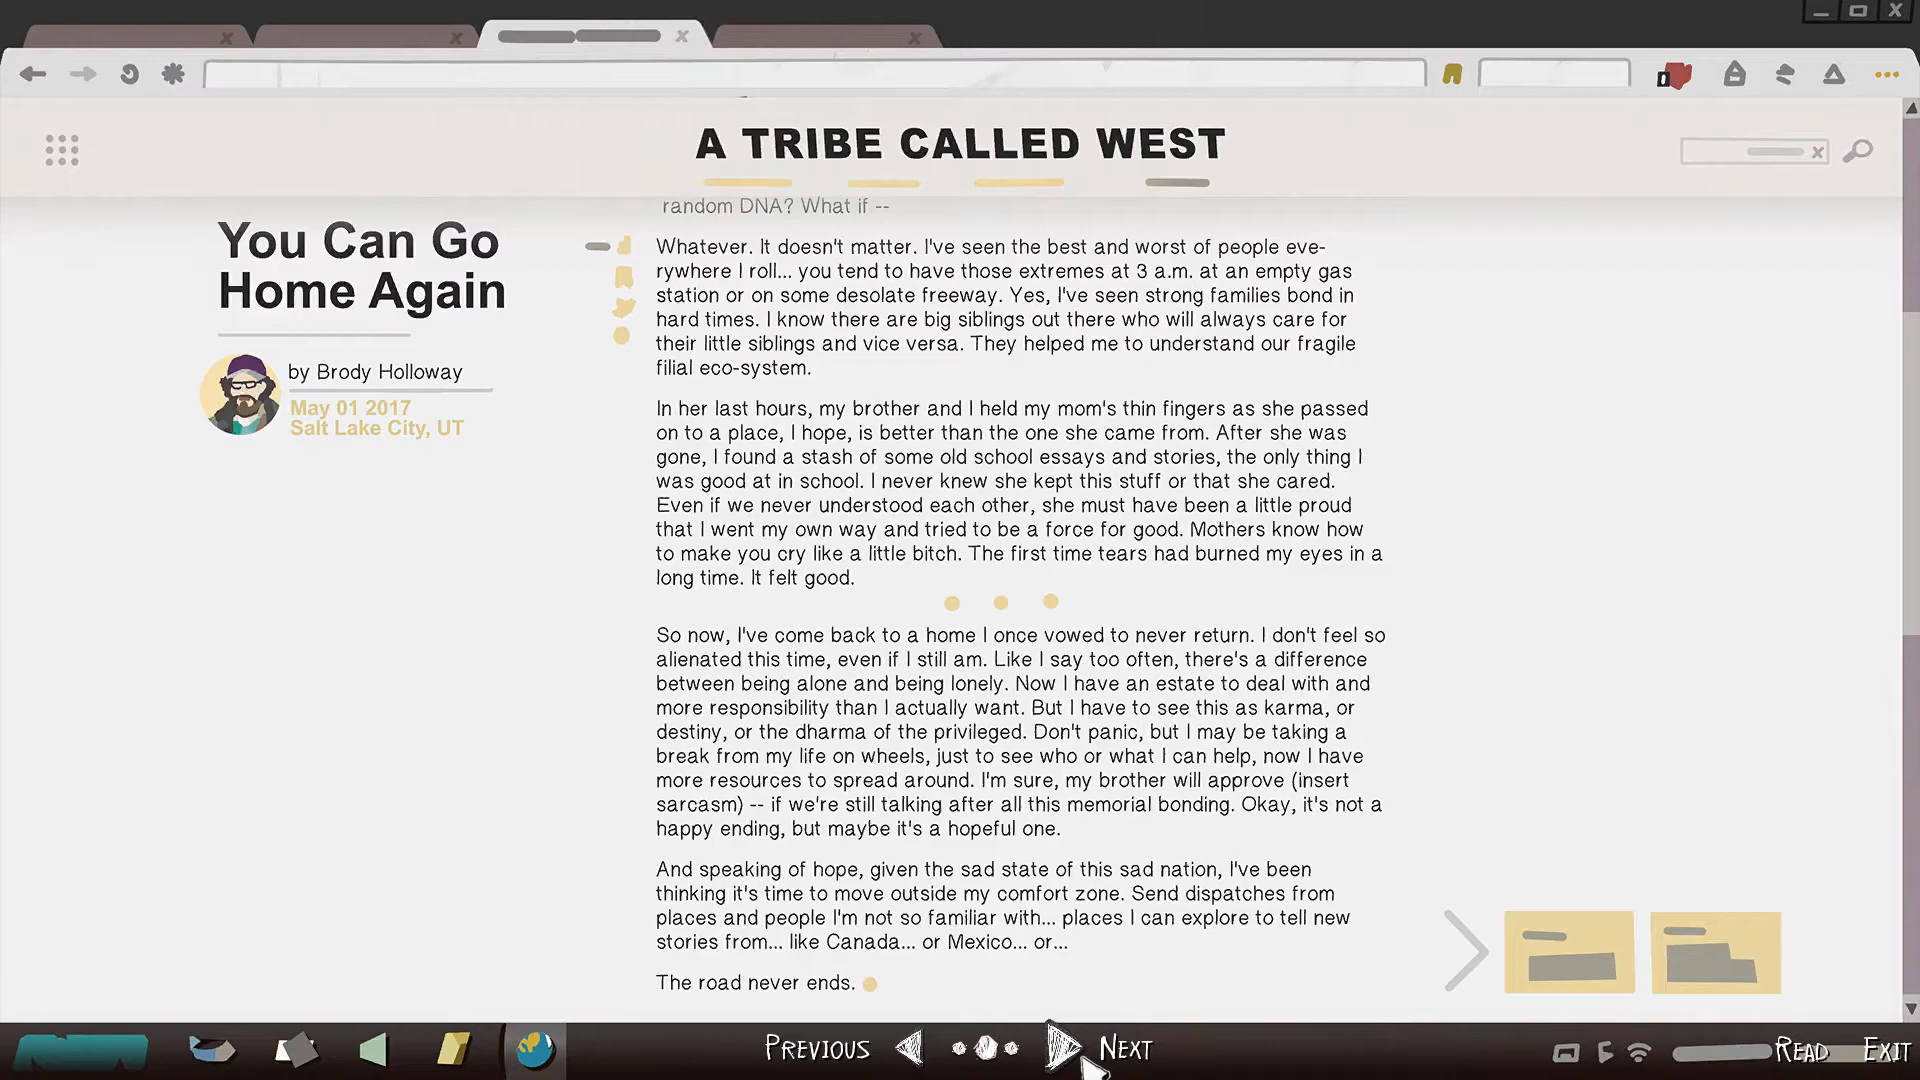 A TRIBE CALLED WEST
You Can Go
Home Again
by Brody Holloway
May 01 2017
Salt Lake City, UT
random DNA? What if --
Whatever. It doesn't matter. I've seen the best and worst of people eve-
rywhere I roll... you tend to have those extremes at 3 a.m. at an empty gas
station or on some desolate freeway. Yes, I've seen strong families bond in
hard times. I know there are big siblings out there who will always care for
their little siblings and vice versa. They helped me to understand our fragile
filial eco-system.
In her last hours, my brother and I held my mom's thin fingers as she passed
on to a place, I hope, is better than the one she came from. After she was
gone, I found a stash of some old school essays and stories, the only thing I
was good at in school. I never knew she kept this stuff or that she cared.
Even if we never understood each other, she must have been a little proud
that I went my own way and tried to be a force for good. Mothers know how
to make you cry like a little bitch. The first time tears had burned my eyes in a
long time. It felt good.
So now, I've come back to a home I once vowed to never return. I don't feel so
alienated this time, even if I still am. Like I say too often, there's a difference
between being alone and being lonely. Now I have an estate to deal with and
more responsibility than I actually want. But I have to see this as karma, or
destiny, or the dharma of the privileged. Don't panic, but I may be taking a
break from my life on wheels, just to see who or what I can help, now I have
more resources to spread around. I'm sure, my brother will approve (insert
sarcasm) -- if we're still talking after all this memorial bonding. Okay, it's not a
happy ending, but maybe it's a hopeful one.
And speaking of hope, given the sad state of this sad nation, I've been
thinking it's time to move outside my comfort zone. Send dispatches from
places and people I'm not so familiar with... places I can explore to tell new
stories from... like Canada... or Mexico... or...
The road never ends.
PREVIOUS
NEXT
READ
EXIT